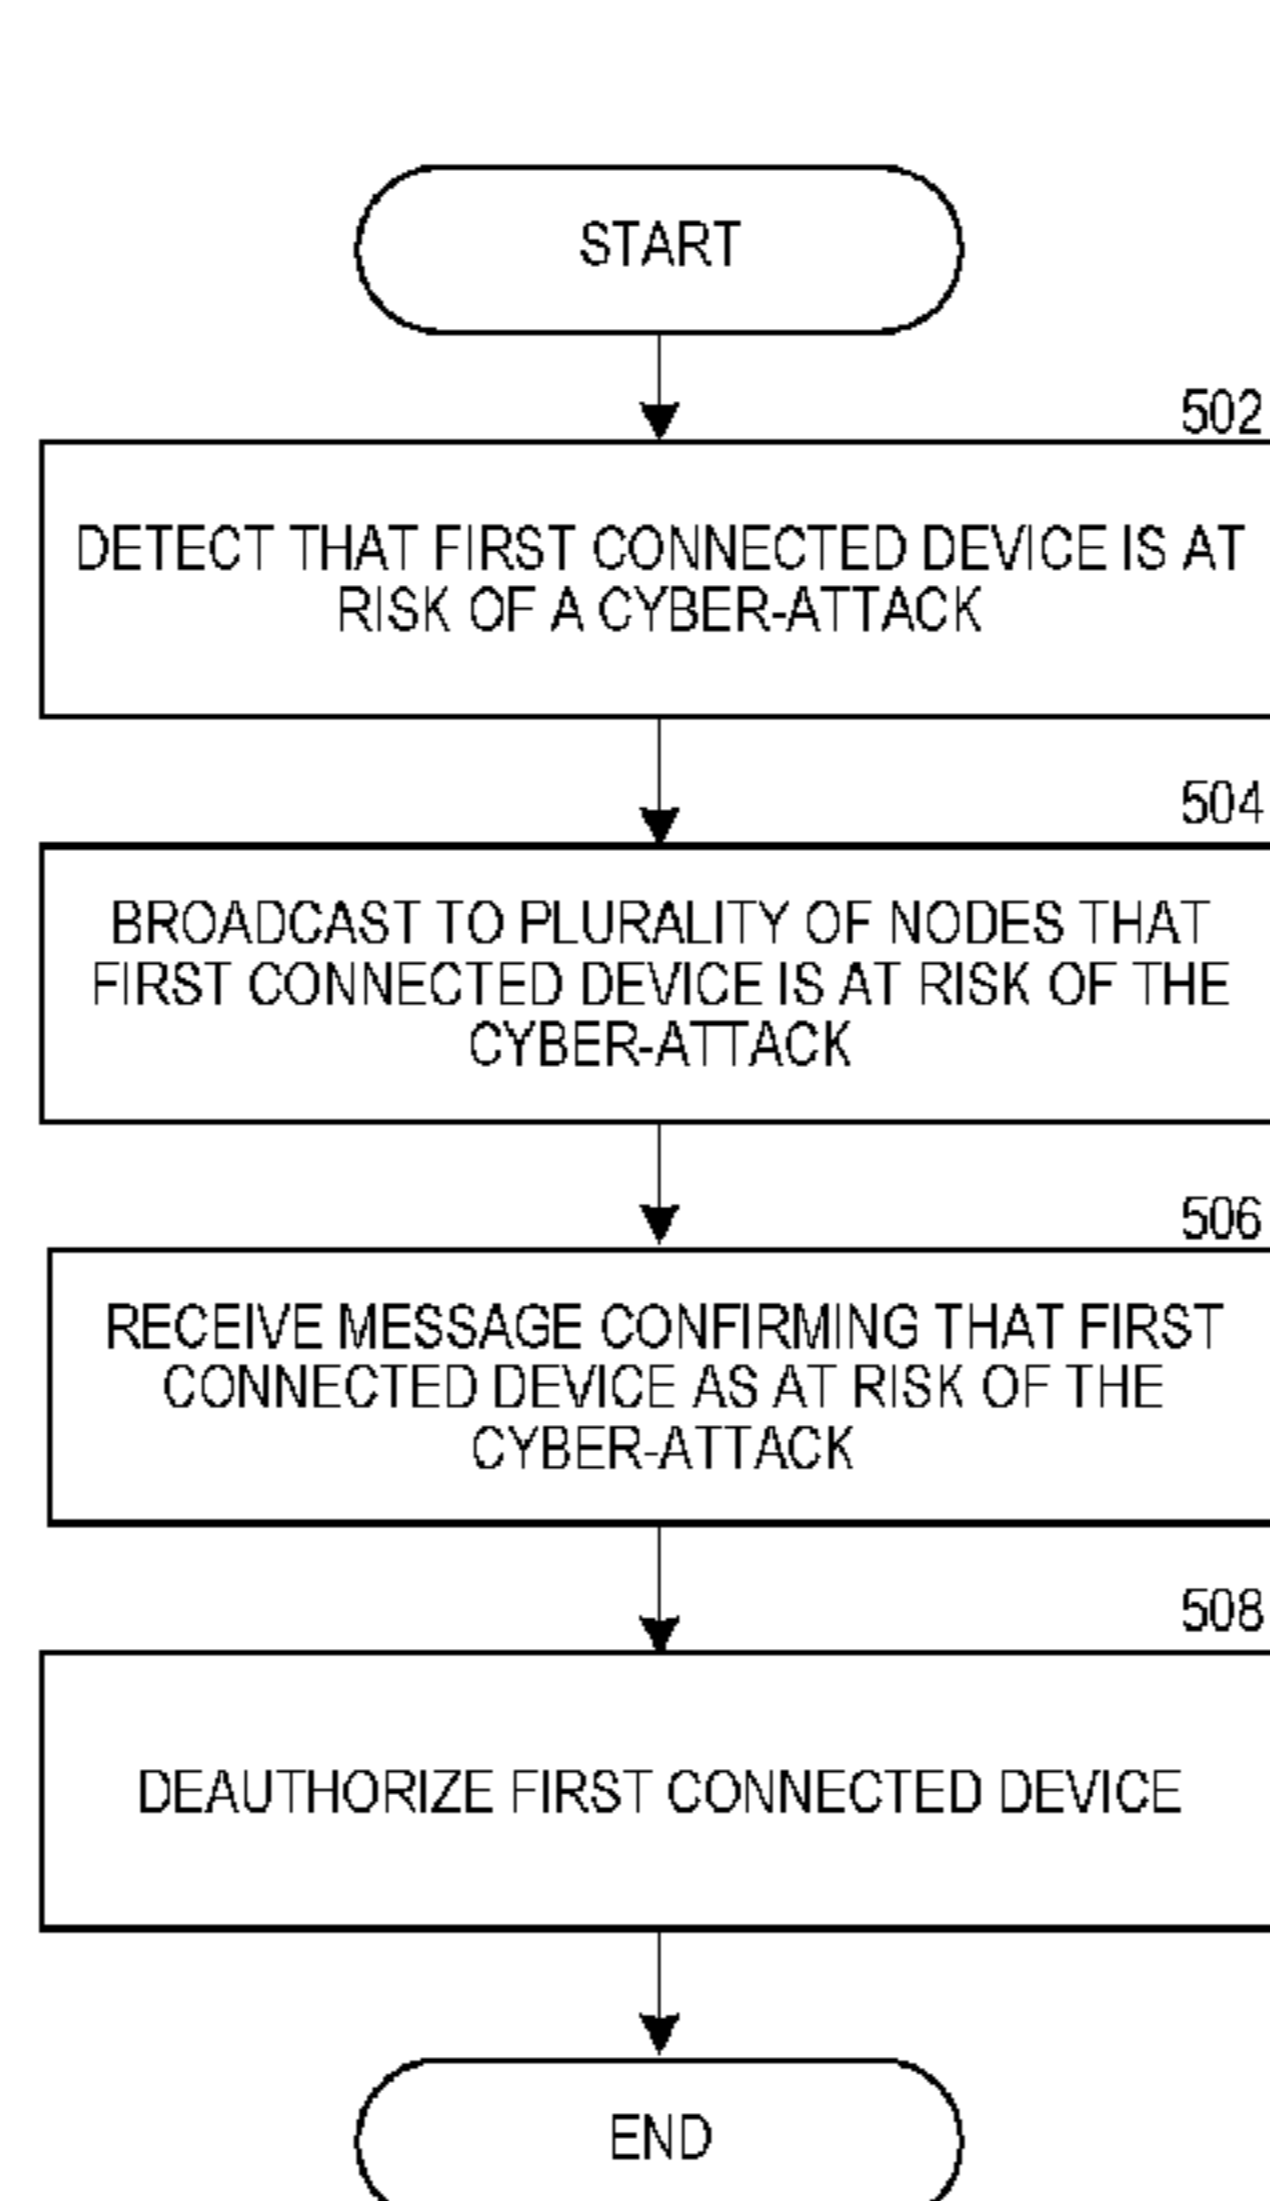 START
502
DETECT THAT FIRST CONNECTED DEVICE IS AT
RISK OF A CYBER-ATTACK
504
BROADCAST TO PLURALITY OF NODES THAT
FIRST CONNECTED DEVICE IS AT RISK OF THE
CYBER-ATTACK
506
RECEIVE MESSAGE CONFIRMING THAT FIRST
CONNECTED DEVICE AS AT RISK OF THE
CYBER-ATTACK
508
DEAUTHORIZE FIRST CONNECTED DEVICE
END